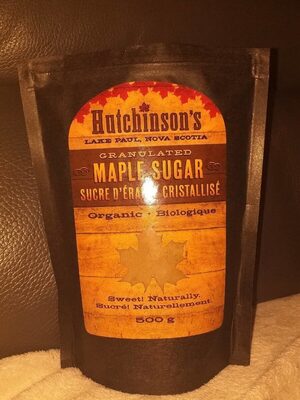 Hutchinson's
LAKE PAUL, NOVA SCOTIA
GRANULATED
MAPLE SUGAR
SUCRE D'ÉRABLE CRISTALLISÉ
Organic • Biologique
Sweet! Naturally.
Sucré! Naturellement.
500 g